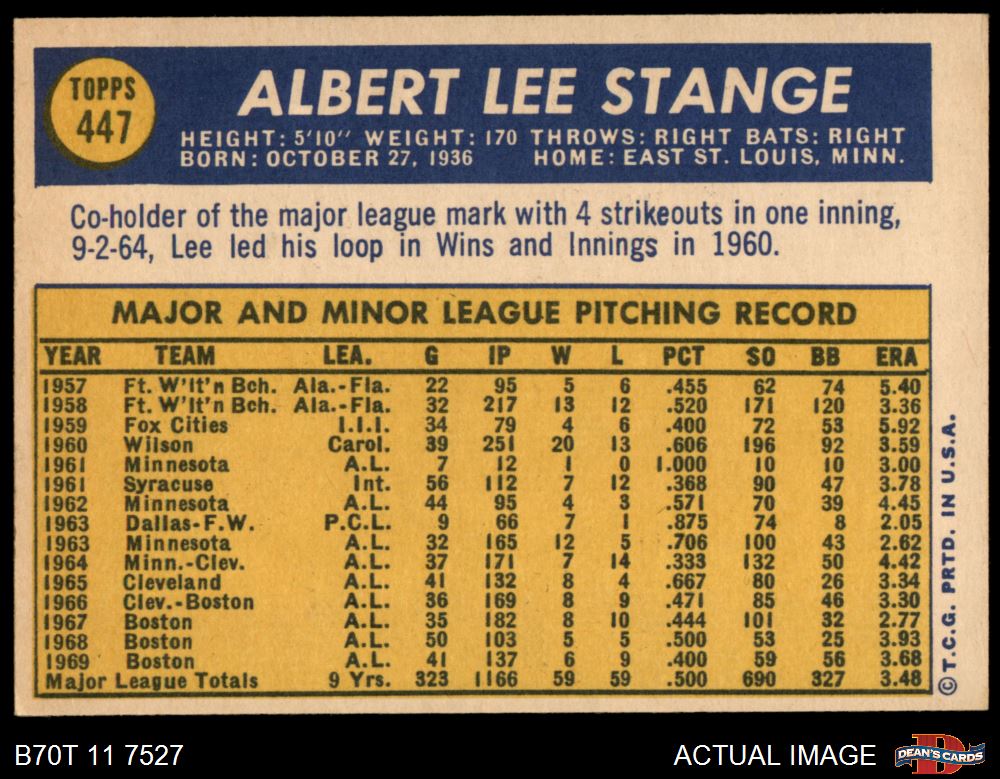 TOPPS
447
ALBERT LEE STANGE
HEIGHT: 5'10" WEIGHT: 170 THROWS: RIGHT BATS: RIGHT
BORN: OCTOBER 27, 1936 HOME: EAST ST. LOUIS, MINN.
Co-holder of the major league mark with 4 strikeouts in one inning,
9-2-64, Lee led his loop in Wins and Innings in 1960.
MAJOR AND MINOR LEAGUE PITCHING RECORD
YEAR TEAM LEA. G IP W L PCT SO BB ERA
1957 Ft. W'lt'n Bch. Ala.-Fla. 22 95 5 6 .455 62 74 5.40
1958 Ft. W'lt'n Bch. Ala.-Fla. 32 217 13 12 .520 171 120 3.36
1959 Fox Cities I.I.I. 34 79 4 6 .400 72 53 5.92
1960 Wilson Carol. 39 251 20 13 .606 196 92 3.59
1961 Minnesota A.L. 7 12 1 0 1.000 10 10 3.00
1961 Syracuse Int. 56 112 7 12 .368 90 47 3.78
1962 Minnesota A.L. 44 95 4 3 .571 70 39 4.45
1963 Dallas-F.W. P.C.L. 9 66 7 1 .875 74 8 2.05
1963 Minnesota A.L. 32 165 12 5 .706 100 43 2.62
1964 Minn.-Clev. A.L. 37 171 7 14 .333 132 50 4.42
1965 Cleveland A.L. 41 132 8 4 .667 80 26 3.34
1966 Clev.-Boston A.L. 36 169 8 9 .471 85 46 3.30
1967 Boston A.L. 35 182 8 10 .444 101 32 2.77
1968 Boston A.L. 50 103 5 5 .500 53 25 3.93
1969 Boston A.L. 41 137 6 9 .400 59 56 3.68
Major League Totals 9 Yrs. 323 1166 59 59 .500 690 327 3.48
©T.C.G. PRTD. IN U.S.A.
B70T 11 7527
ACTUAL IMAGE
D
DEAN'S CARDS